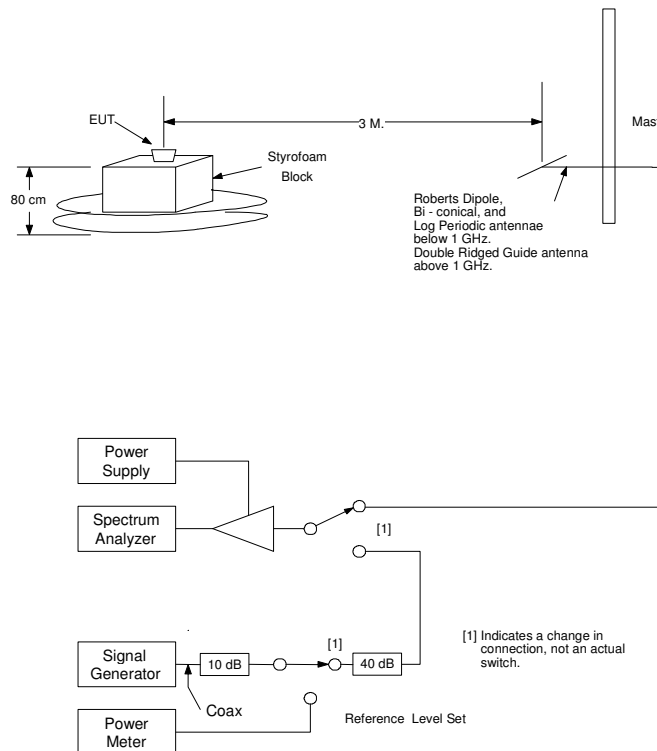 EUT
3 M.
Mas
Styrofoam
Block
80 cm
Roberts Dipole,
Bi - conical, and
Log Periodic antennae
below 1 GHz.
Double Ridged Guide antenna
above 1 GHz.
Power
Supply
Spectrum
Analyzer
[1]
Signal
Generator
10 dB
[1]
40 dB
[1] Indicates a change in
connection, not an actual
switch.
Coax
Power
Meter
Reference Level Set